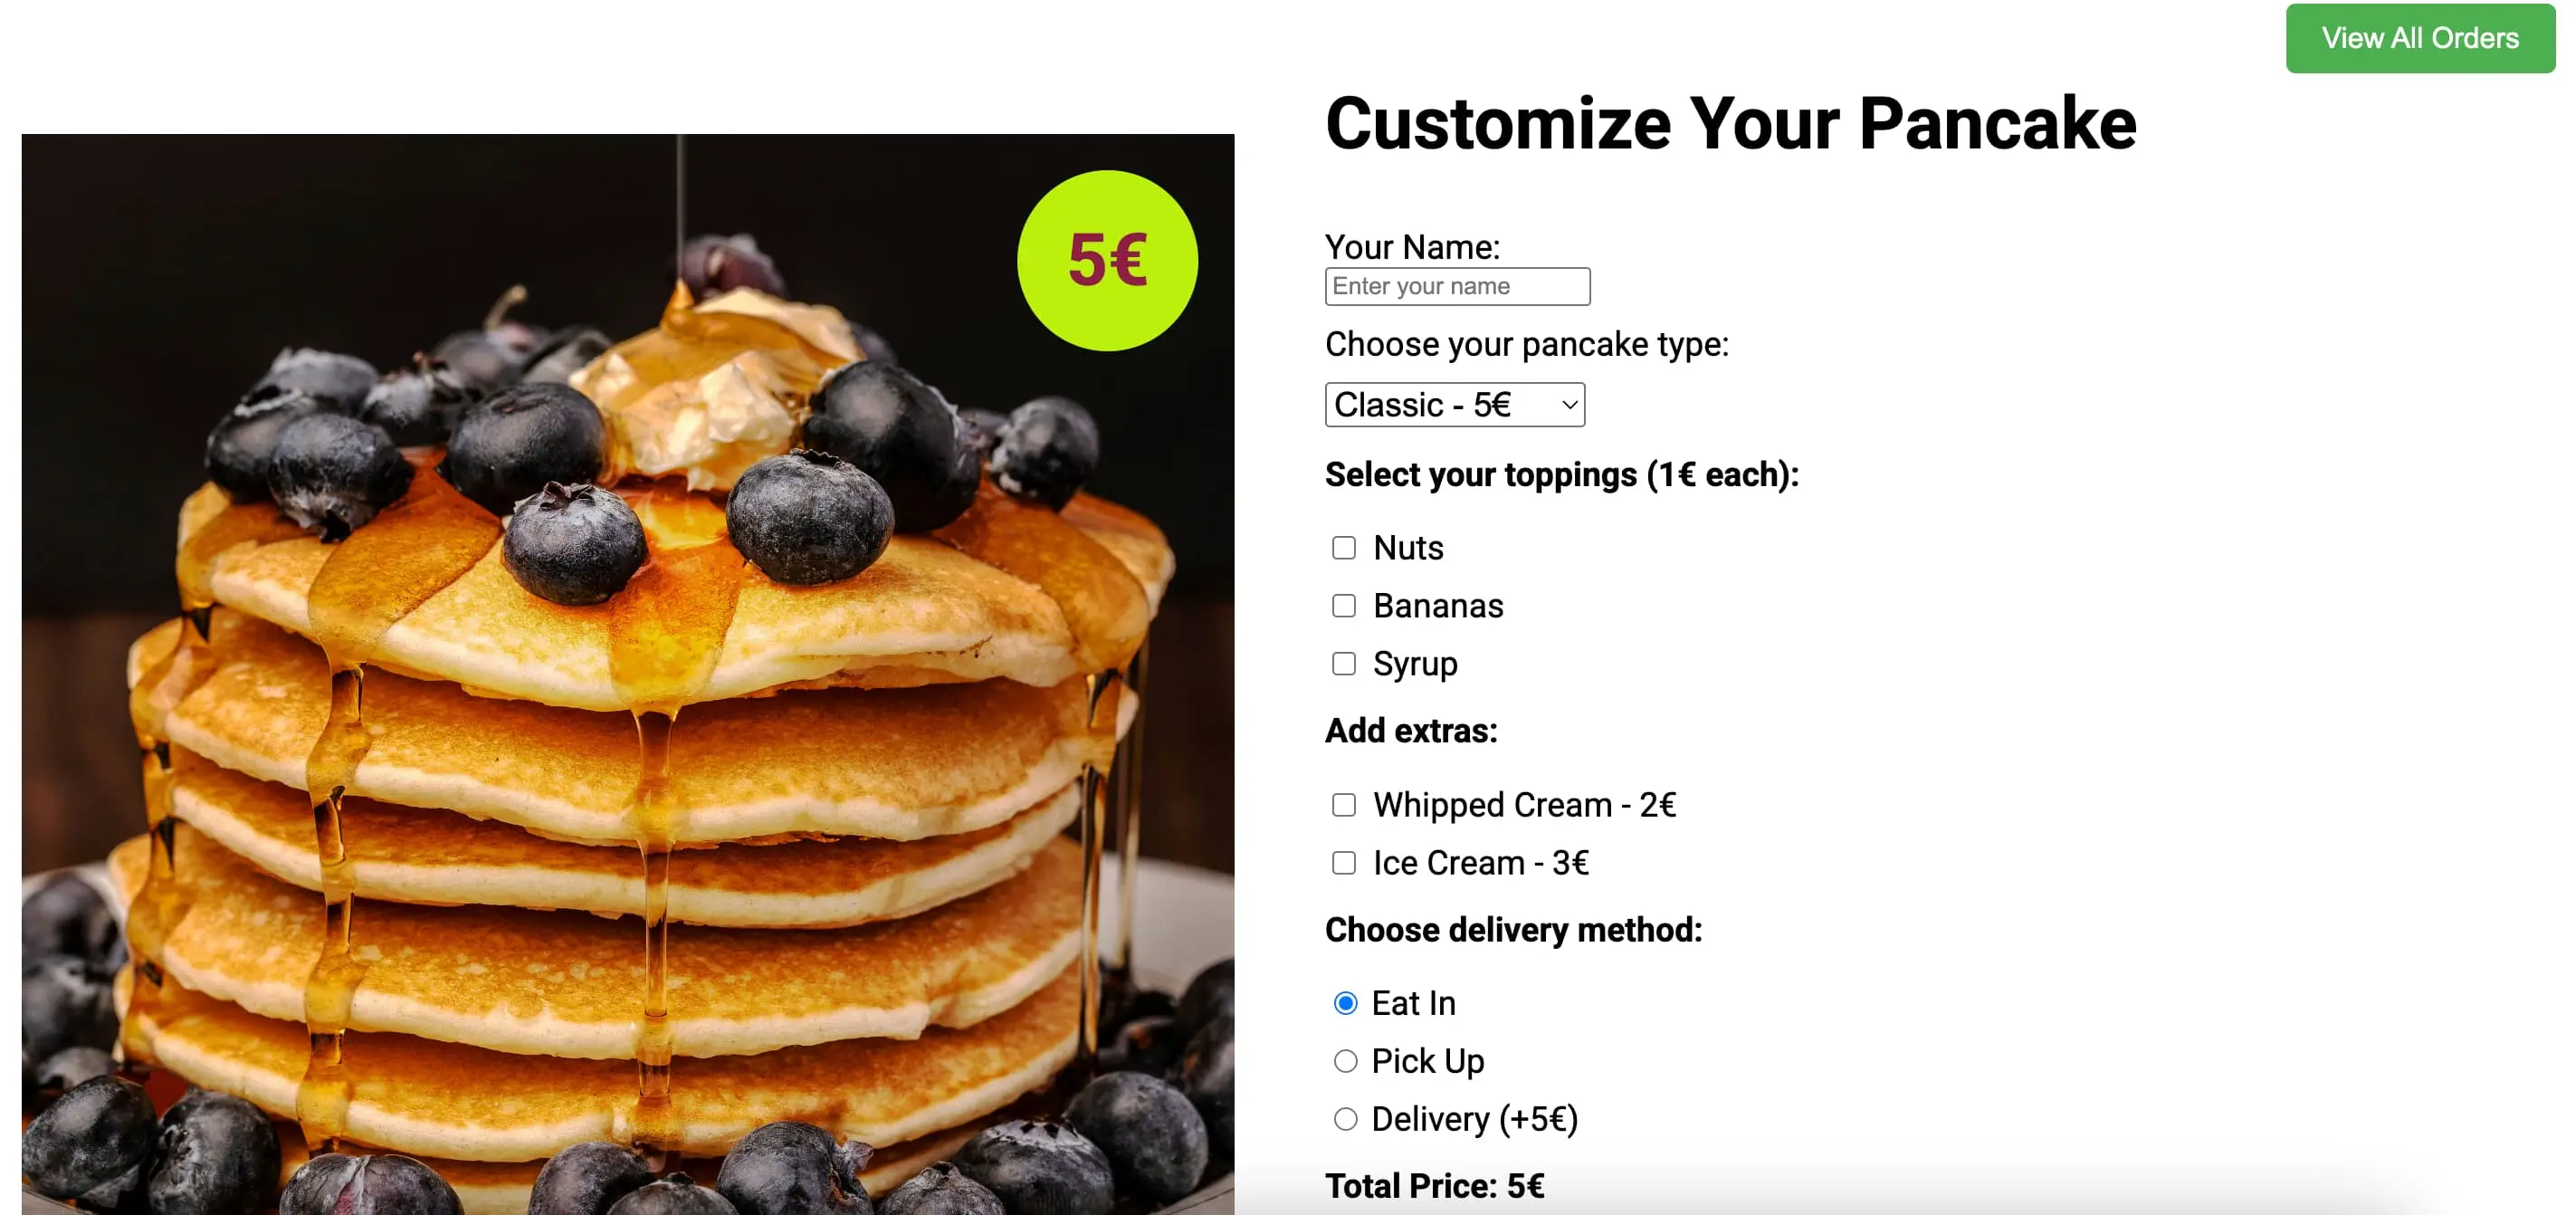 View All Orders
5€
Customize Your Pancake
Your Name:
Enter your name
Choose your pancake type:
Classic - 5€
Select your toppings (1€ each):
Nuts
Bananas
Syrup
Add extras:
Whipped Cream - 2€
Ice Cream - 3€
Choose delivery method:
Eat In
Pick Up
Delivery (+5€)
Total Price: 5€